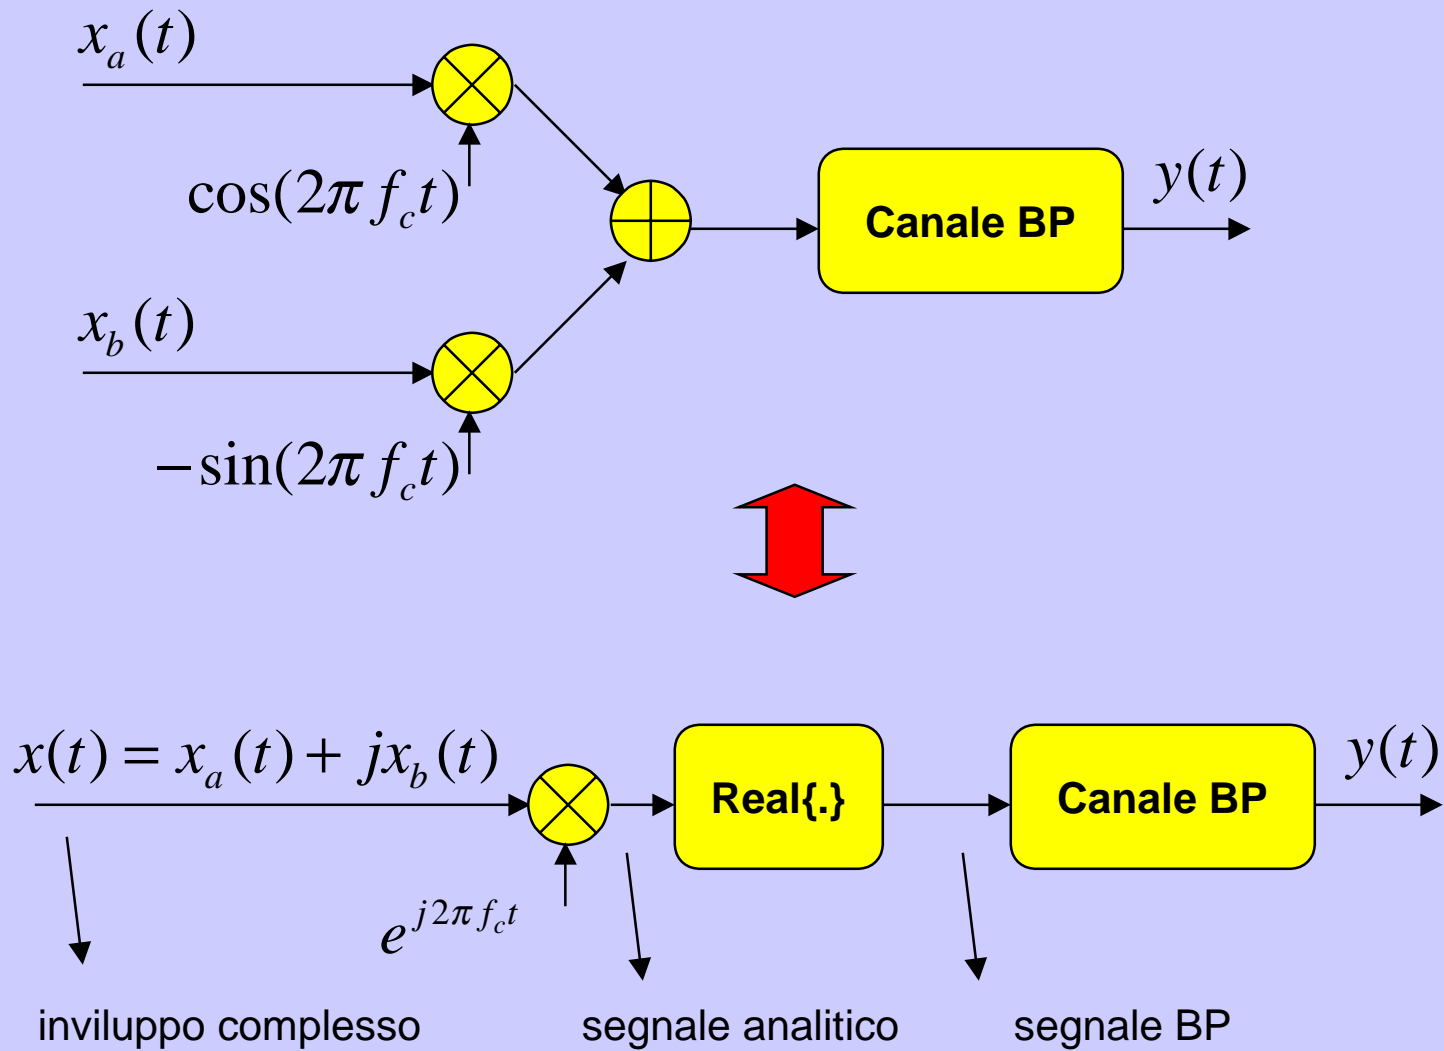 x_a(t)
cos(2π f_c t)
Canale BP
y(t)
x_b(t)
−sin(2π f_c t)
x(t) = x_a(t) + jx_b(t)
Real{.}
Canale BP
y(t)
e^{j2π f_c t}
inviluppo complesso
segnale analitico
segnale BP